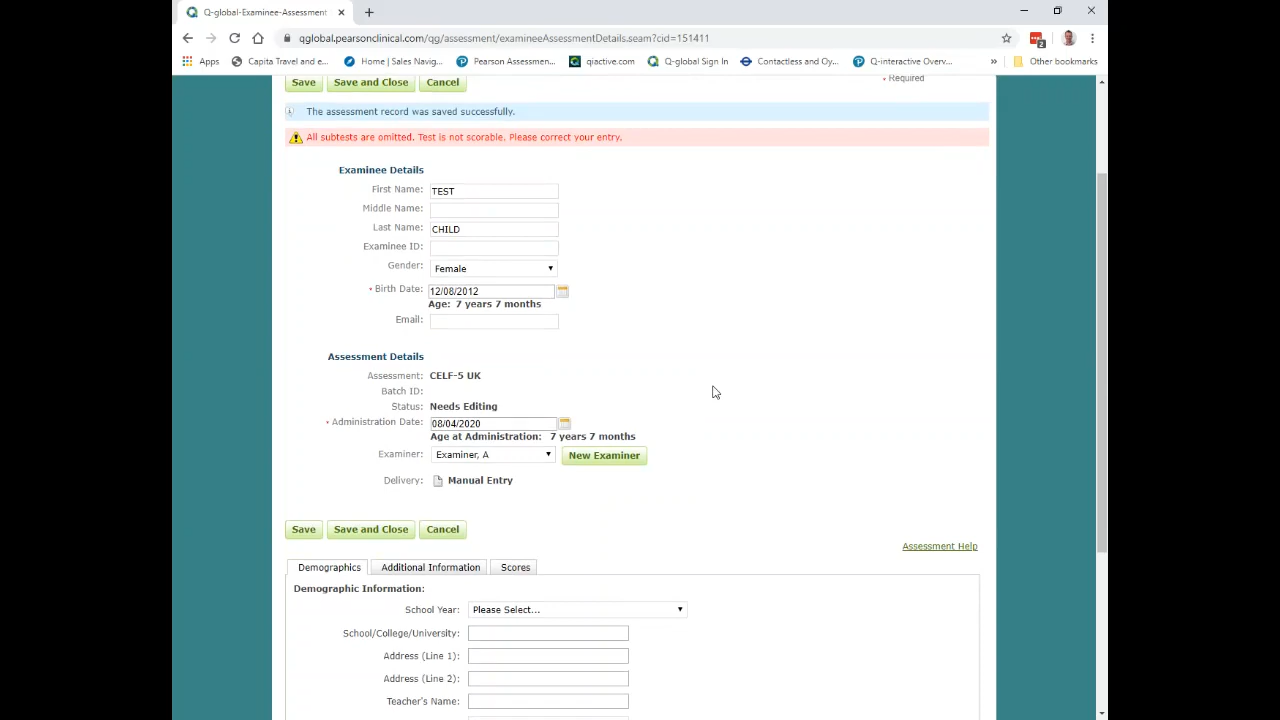 Q-global-Examinee-Assessment
qglobal.pearsonclinical.com/qg/assessment/examineeAssessmentDetails.seam?cid=151411
2
Apps Capita Travel and e... Home | Sales Navig... Pearson Assessmen... qiactive.com Q-global Sign In Contactless and Oy... Q-interactive Overv... » Other bookmarks
Save Save and Close Cancel * Required
The assessment record was saved successfully.
All subtests are omitted. Test is not scorable. Please correct your entry.
Examinee Details
First Name: TEST
Middle Name:
Last Name: CHILD
Examinee ID:
Gender: Female
* Birth Date: 12/08/2012
Age: 7 years 7 months
Email:
Assessment Details
Assessment: CELF-5 UK
Batch ID:
Status: Needs Editing
* Administration Date: 08/04/2020
Age at Administration: 7 years 7 months
Examiner: Examiner, A New Examiner
Delivery: Manual Entry
Save Save and Close Cancel
Assessment Help
Demographics Additional Information Scores
Demographic Information:
School Year: Please Select...
School/College/University:
Address (Line 1):
Address (Line 2):
Teacher's Name: